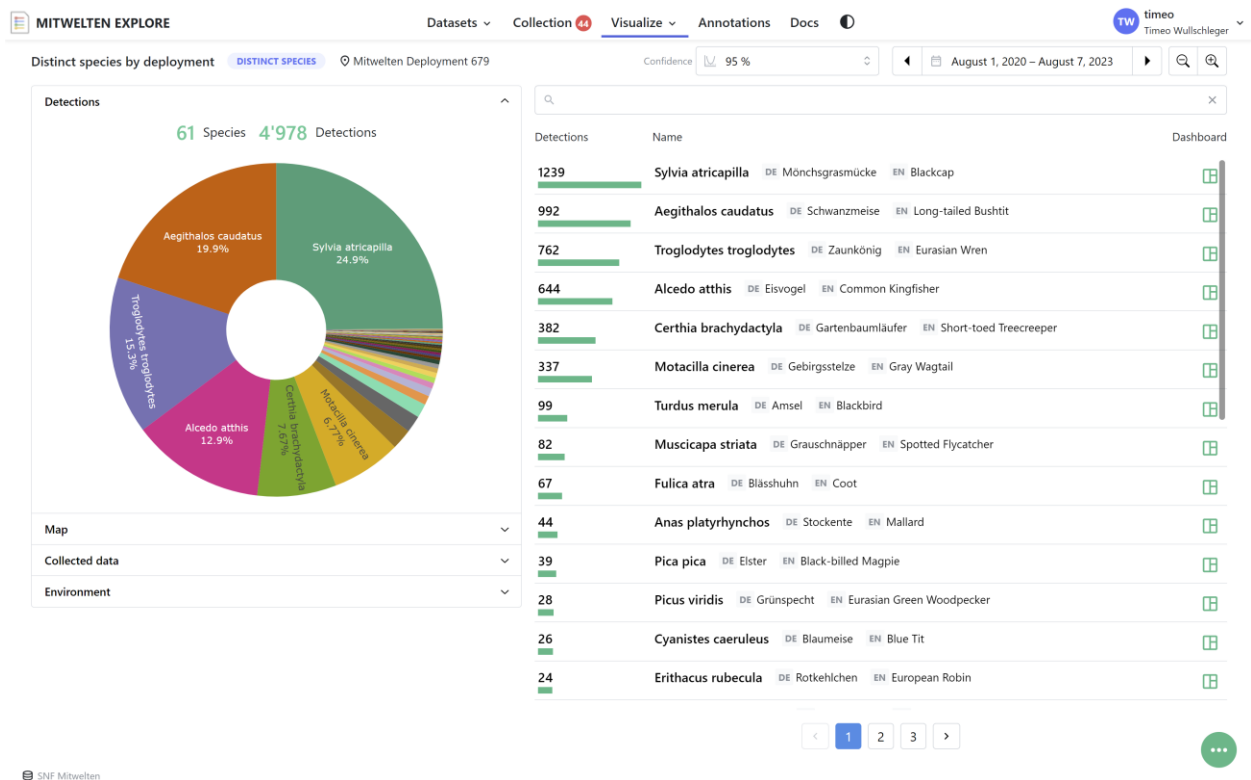 MITWELTEN EXPLORE
Datasets
Collection 44
Visualize
Annotations
Docs
TW
timeo
Timeo Wullschleger
Distinct species by deployment
DISTINCT SPECIES
Mitwelten Deployment 679
Confidence
95 %
August 1, 2020 – August 7, 2023
Detections
61 Species 4'978 Detections
Aegithalos caudatus
19.9%
Sylvia atricapilla
24.9%
Troglodytes troglodytes
15.3%
Alcedo atthis
12.9%
Certhia brachydactyla
7.67%
Motacilla cinerea
6.77%
Map
Collected data
Environment
Detections Name Dashboard
1239 Sylvia atricapilla DE Mönchsgrasmücke EN Blackcap
992 Aegithalos caudatus DE Schwanzmeise EN Long-tailed Bushtit
762 Troglodytes troglodytes DE Zaunkönig EN Eurasian Wren
644 Alcedo atthis DE Eisvogel EN Common Kingfisher
382 Certhia brachydactyla DE Gartenbaumläufer EN Short-toed Treecreeper
337 Motacilla cinerea DE Gebirgsstelze EN Gray Wagtail
99 Turdus merula DE Amsel EN Blackbird
82 Muscicapa striata DE Grauschnäpper EN Spotted Flycatcher
67 Fulica atra DE Blässhuhn EN Coot
44 Anas platyrhynchos DE Stockente EN Mallard
39 Pica pica DE Elster EN Black-billed Magpie
28 Picus viridis DE Grünspecht EN Eurasian Green Woodpecker
26 Cyanistes caeruleus DE Blaumeise EN Blue Tit
24 Erithacus rubecula DE Rotkehlchen EN European Robin
1 2 3
SNF Mitwelten